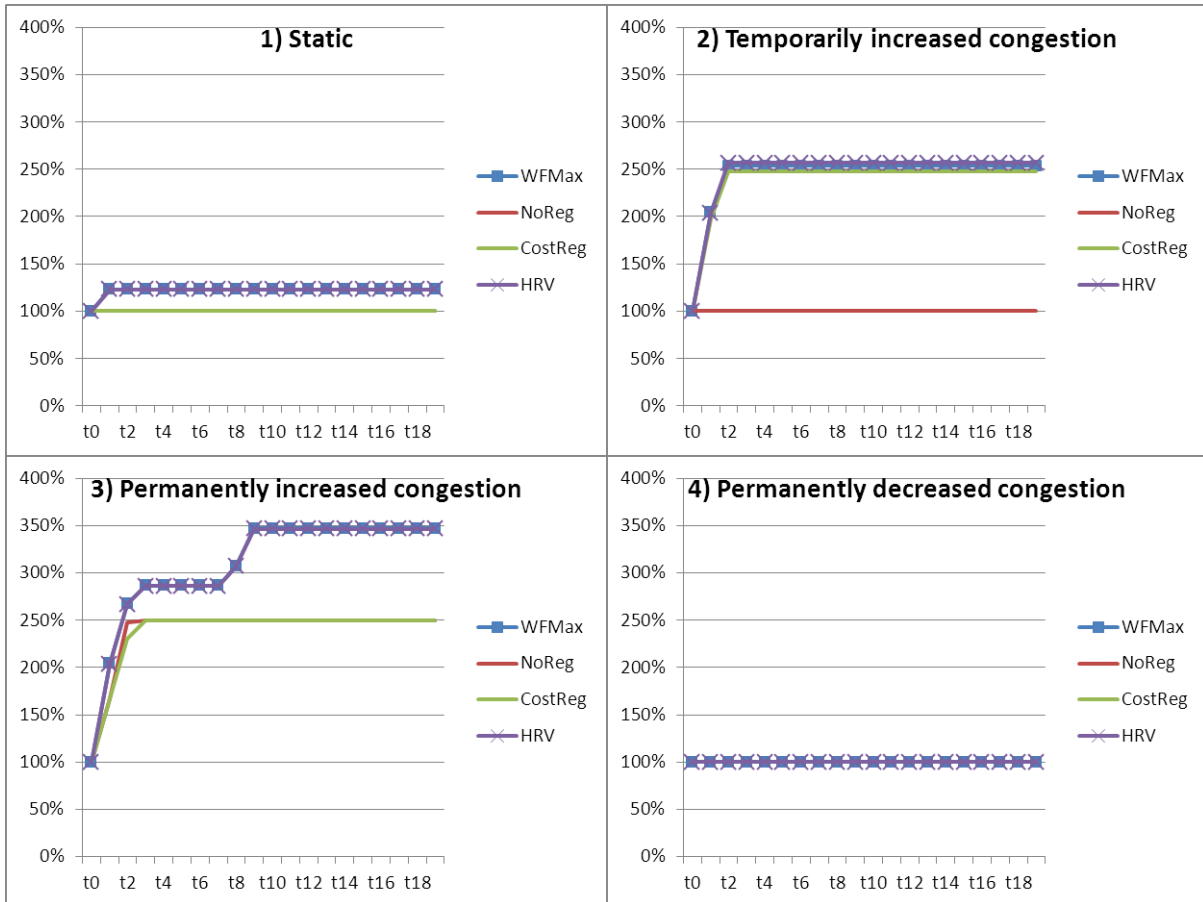 1) Static
400%
350%
300%
250%
200%
150%
100%
50%
0%
t0 t2 t4 t6 t8 t10 t12 t14 t16 t18
WFMax
NoReg
CostReg
HRV
2) Temporarily increased congestion
400%
350%
300%
250%
200%
150%
100%
50%
0%
t0 t2 t4 t6 t8 t10 t12 t14 t16 t18
WFMax
NoReg
CostReg
HRV
3) Permanently increased congestion
400%
350%
300%
250%
200%
150%
100%
50%
0%
t0 t2 t4 t6 t8 t10 t12 t14 t16 t18
WFMax
NoReg
CostReg
HRV
4) Permanently decreased congestion
400%
350%
300%
250%
200%
150%
100%
50%
0%
t0 t2 t4 t6 t8 t10 t12 t14 t16 t18
WFMax
NoReg
CostReg
HRV